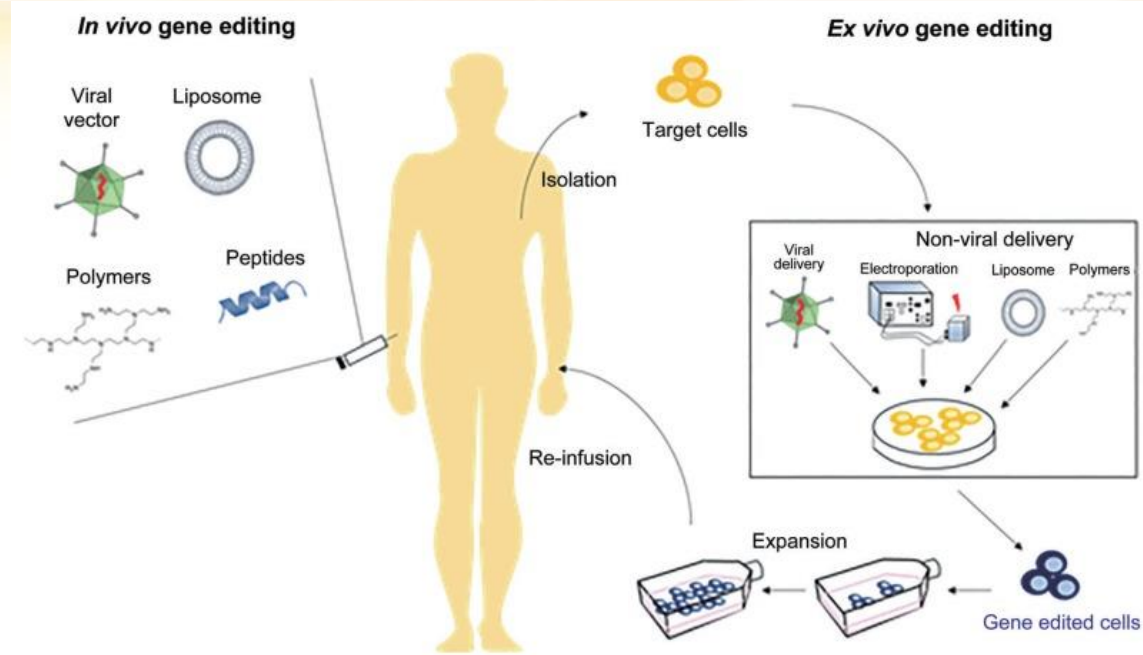 In vivo gene editing
Viral
vector
Liposome
Polymers
Peptides
Ex vivo gene editing
Target cells
Isolation
Non-viral delivery
Viral
delivery
Electroporation
Liposome
Polymers
Re-infusion
Expansion
Gene edited cells